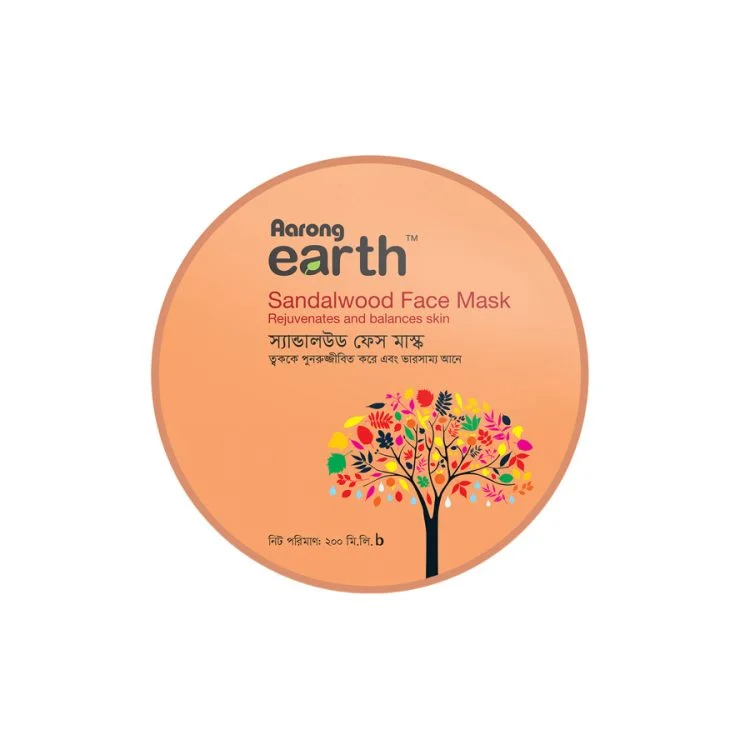 Aarong
earth™
Sandalwood Face Mask
Rejuvenates and balances skin
স্যান্ডালউড ফেস মাস্ক
ত্বককে পুনরুজ্জীবিত করে এবং ভারসাম্য আনে
নিট পরিমাণ: ২০০ মি.লি. b